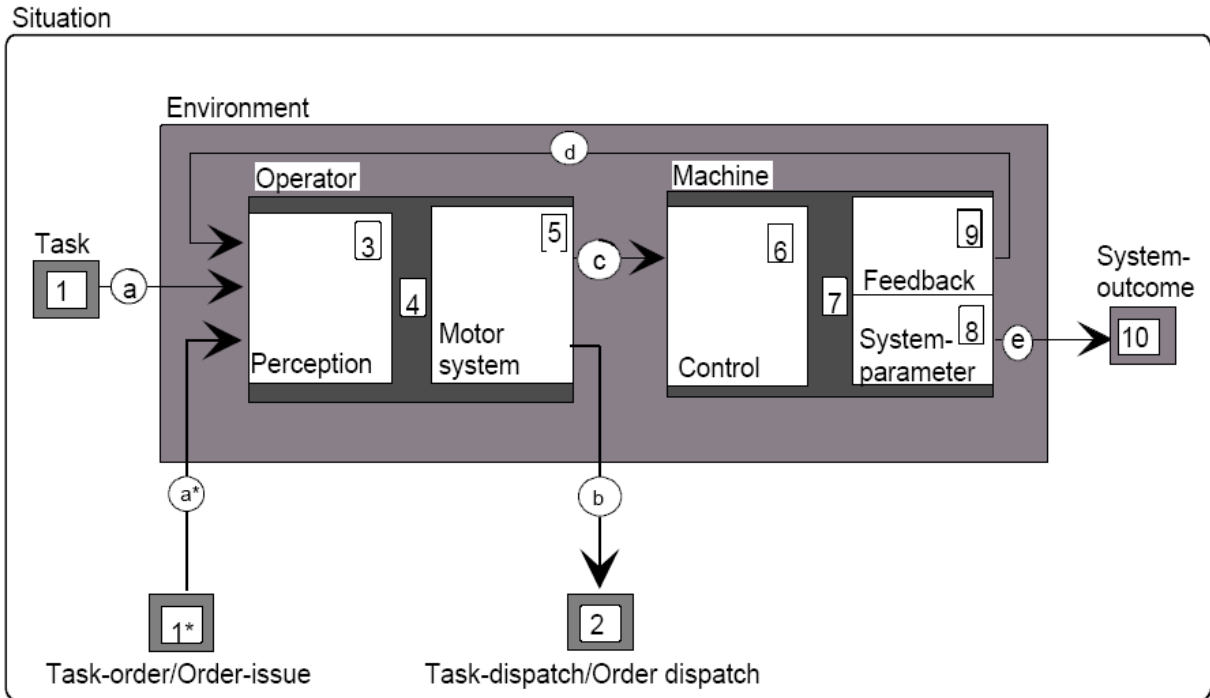 Situation
Environment
d
Operator
Machine
Task
1
a
3
4
5
c
6
7
9
Feedback
8
System-
parameter
e
System-
outcome
10
Perception
Motor
system
Control
a*
b
1*
2
Task-order/Order-issue
Task-dispatch/Order dispatch